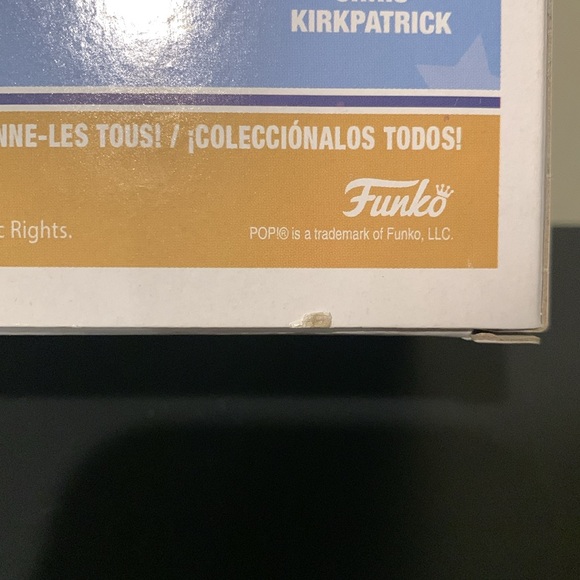 KIRKPATRICK
NNE-LES TOUS! / ¡COLECCIÓNALOS TODOS!
Funko
c Rights.
POP!® is a trademark of Funko, LLC.